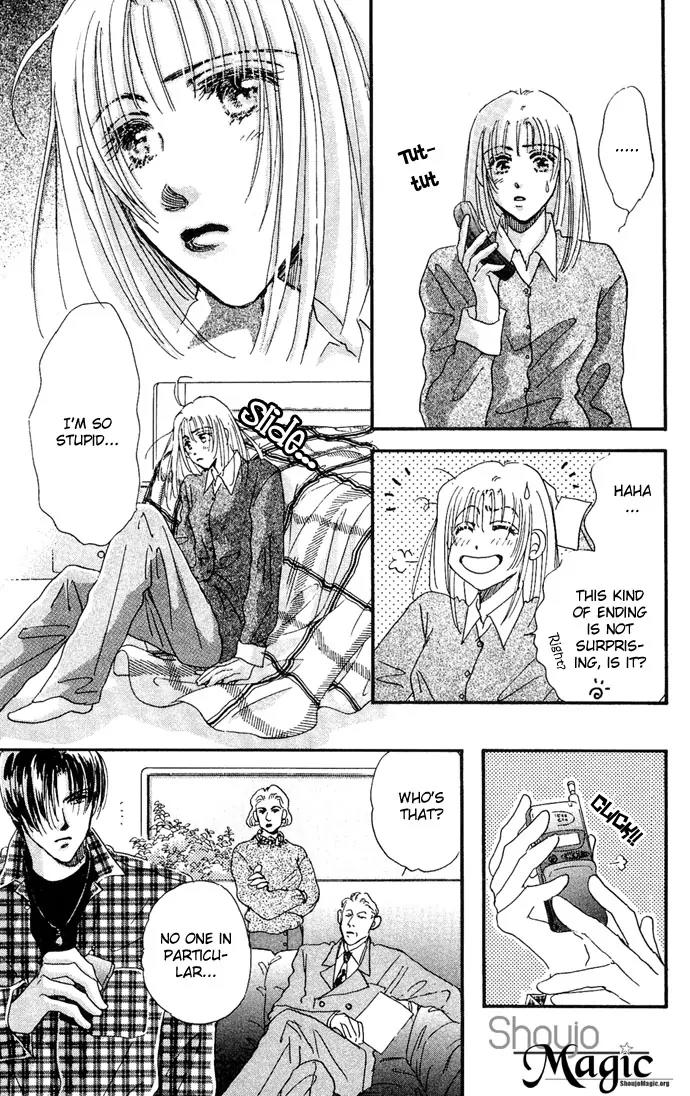 .....
TUT-
TUT
HAHA
...
THIS KIND
OF ENDING
IS NOT
SURPRIS-
ING, IS IT?
Right?
SLIDE...
I'M SO
STUPID...
CLICK!!
WHO'S
THAT?
NO ONE IN
PARTICU-
LAR...
Shoujo
Magic
ShoujoMagic.org